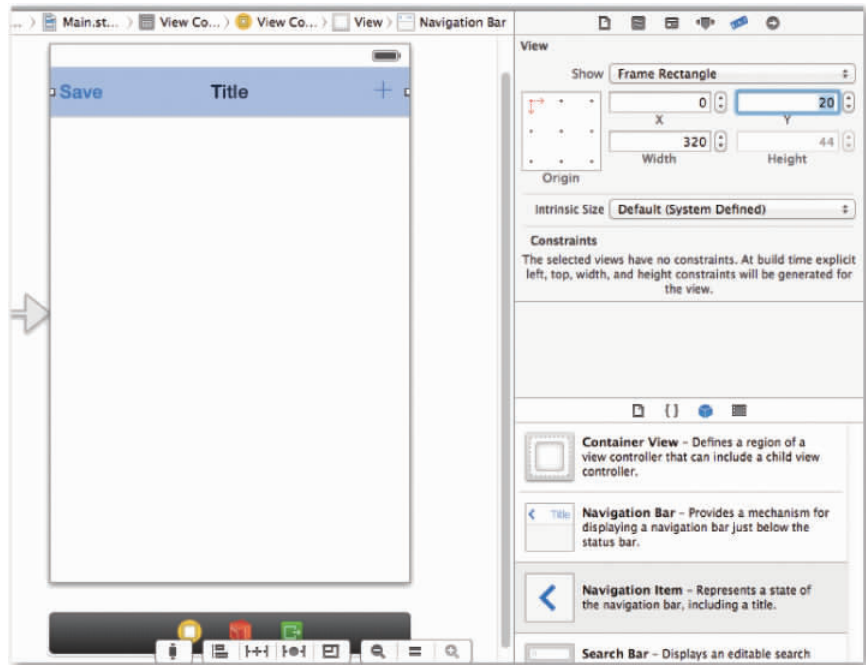 ... Main.st... View Co... View Co... View Navigation Bar
Save Title +
View
Show Frame Rectangle
0 20
X Y
320 44
Width Height
Origin
Intrinsic Size Default (System Defined)
Constraints
The selected views have no constraints. At build time explicit
left, top, width, and height constraints will be generated for
the view.
{ }
Container View – Defines a region of a
view controller that can include a child view
controller.
Title
Navigation Bar – Provides a mechanism for
displaying a navigation bar just below the
status bar.
Navigation Item – Represents a state of
the navigation bar, including a title.
Search Bar – Displays an editable search